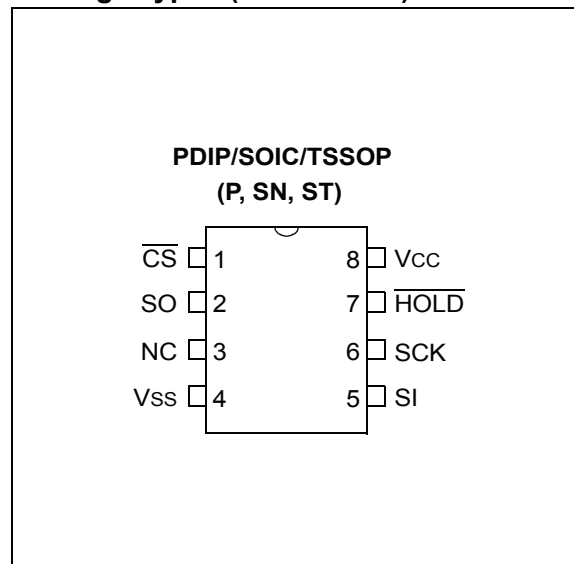 PDIP/SOIC/TSSOP
(P, SN, ST)
CS 1 8 VCC
SO 2 7 HOLD
NC 3 6 SCK
VSS 4 5 SI